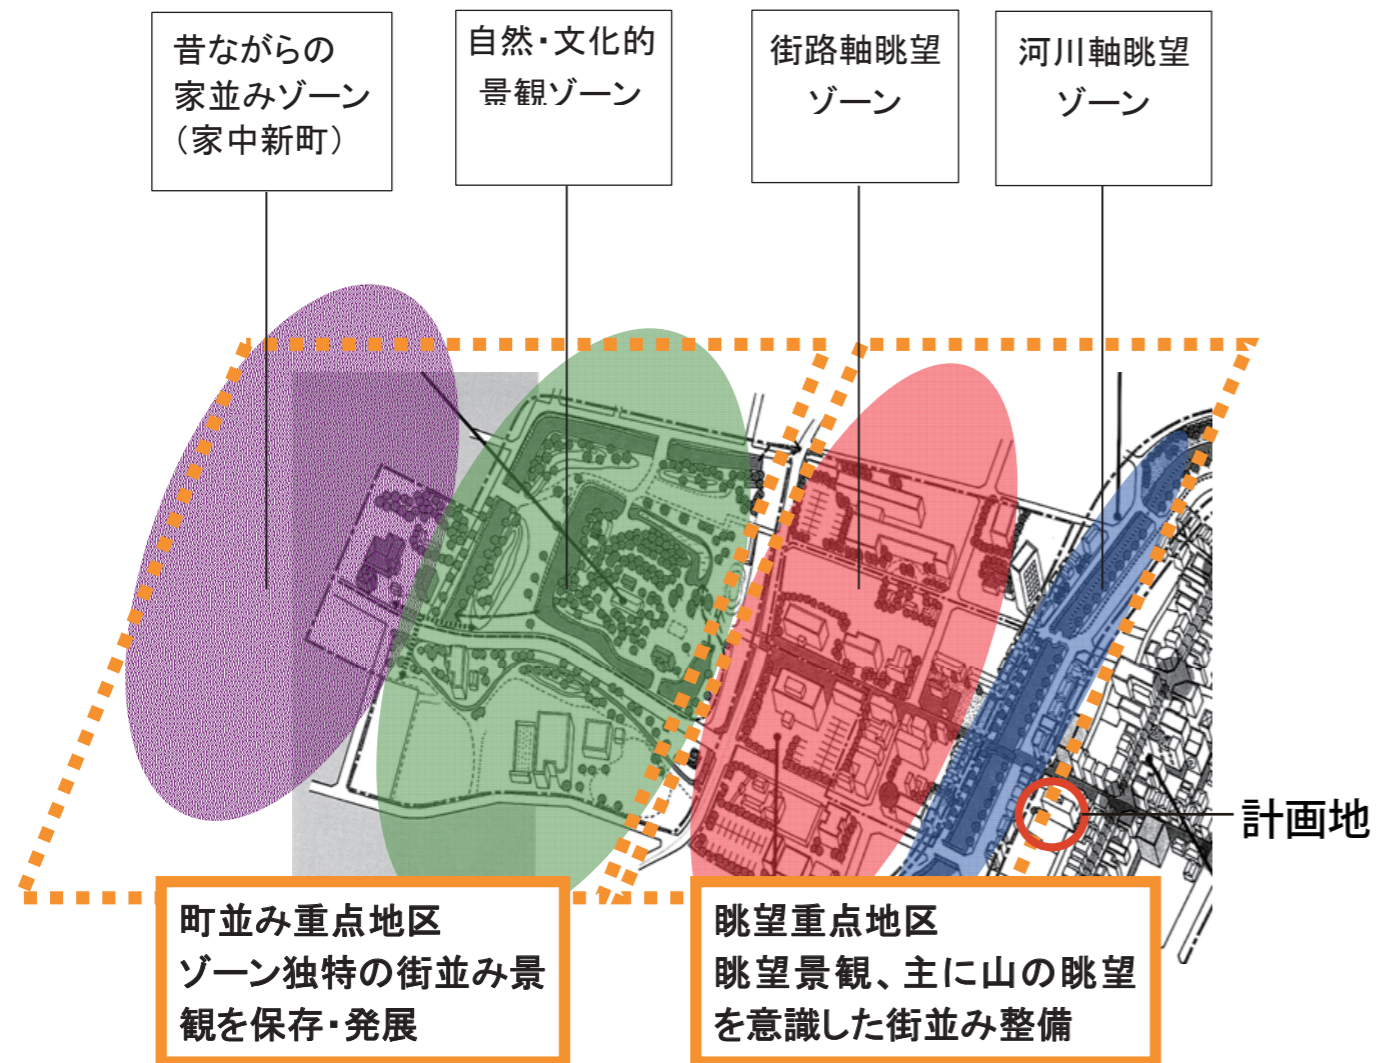 昔ながらの
家並みゾーン
（家中新町）
自然・文化的
景観ゾーン
街路軸眺望
ゾーン
河川軸眺望
ゾーン
計画地
町並み重点地区
ゾーン独特の街並み景
観を保存・発展
眺望重点地区
眺望景観、主に山の眺望
を意識した街並み整備